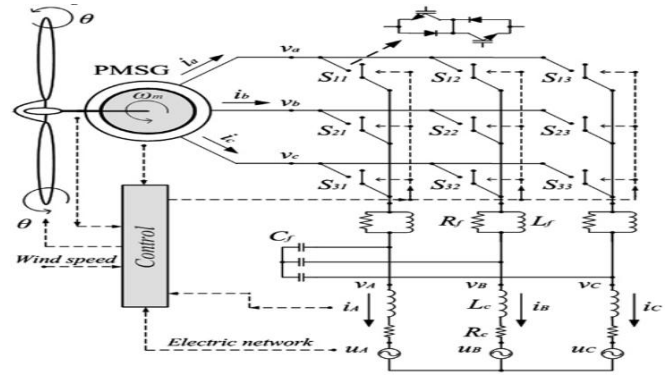 θ
PMSG
ωm
ia
ib
ic
va
vb
vc
S11
S12
S13
S21
S22
S23
S31
S32
S33
θ
Control
Wind speed
Electric network
Cf
Rf
Lf
vA
vB
vC
iA
Lc
iB
iC
Rc
uA
uB
uC